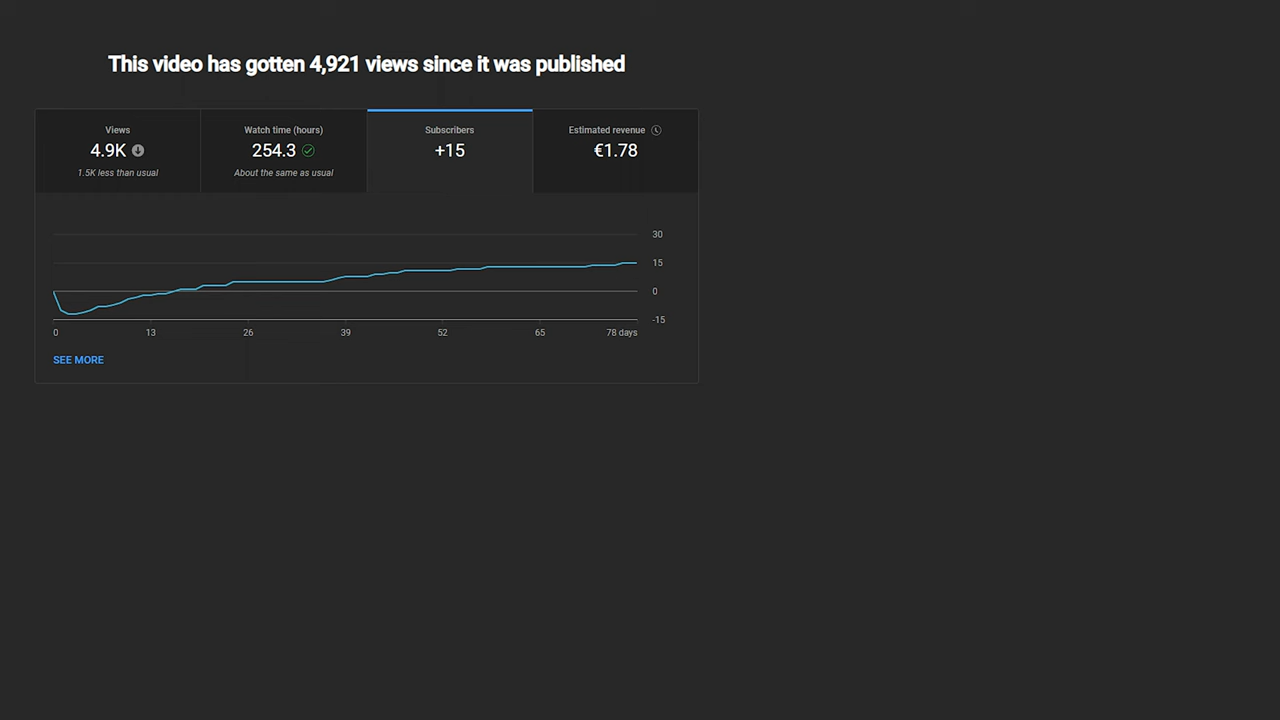 This video has gotten 4,921 views since it was published
Views
4.9K
1.5K less than usual
Watch time (hours)
254.3
About the same as usual
Subscribers
+15
Estimated revenue
€1.78
30
15
0
-15
0 13 26 39 52 65 78 days
SEE MORE